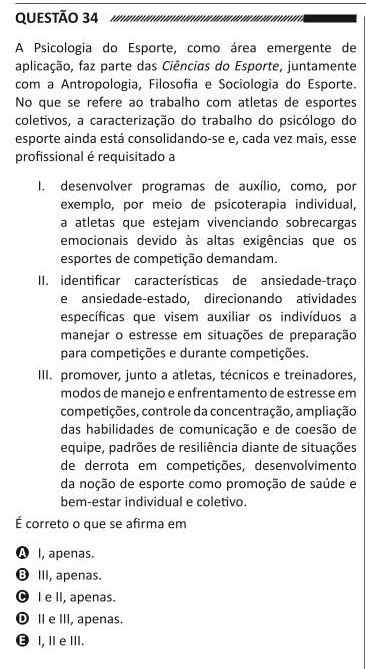 QUESTÃO 34
A Psicologia do Esporte, como área emergente de
aplicação, faz parte das Ciências do Esporte, juntamente
com a Antropologia, Filosofia e Sociologia do Esporte.
No que se refere ao trabalho com atletas de esportes
coletivos, a caracterização do trabalho do psicólogo do
esporte ainda está consolidando-se e, cada vez mais, esse
profissional é requisitado a
I. desenvolver programas de auxílio, como, por
exemplo, por meio de psicoterapia individual,
a atletas que estejam vivenciando sobrecargas
emocionais devido às altas exigências que os
esportes de competição demandam.
II. identificar características de ansiedade-traço
e ansiedade-estado, direcionando atividades
específicas que visem auxiliar os indivíduos a
manejar o estresse em situações de preparação
para competições e durante competições.
III. promover, junto a atletas, técnicos e treinadores,
modos de manejo e enfrentamento de estresse em
competições, controle da concentração, ampliação
das habilidades de comunicação e de coesão de
equipe, padrões de resiliência diante de situações
de derrota em competições, desenvolvimento
da noção de esporte como promoção de saúde e
bem-estar individual e coletivo.
É correto o que se afirma em
A I, apenas.
B III, apenas.
C I e II, apenas.
D II e III, apenas.
E I, II e III.